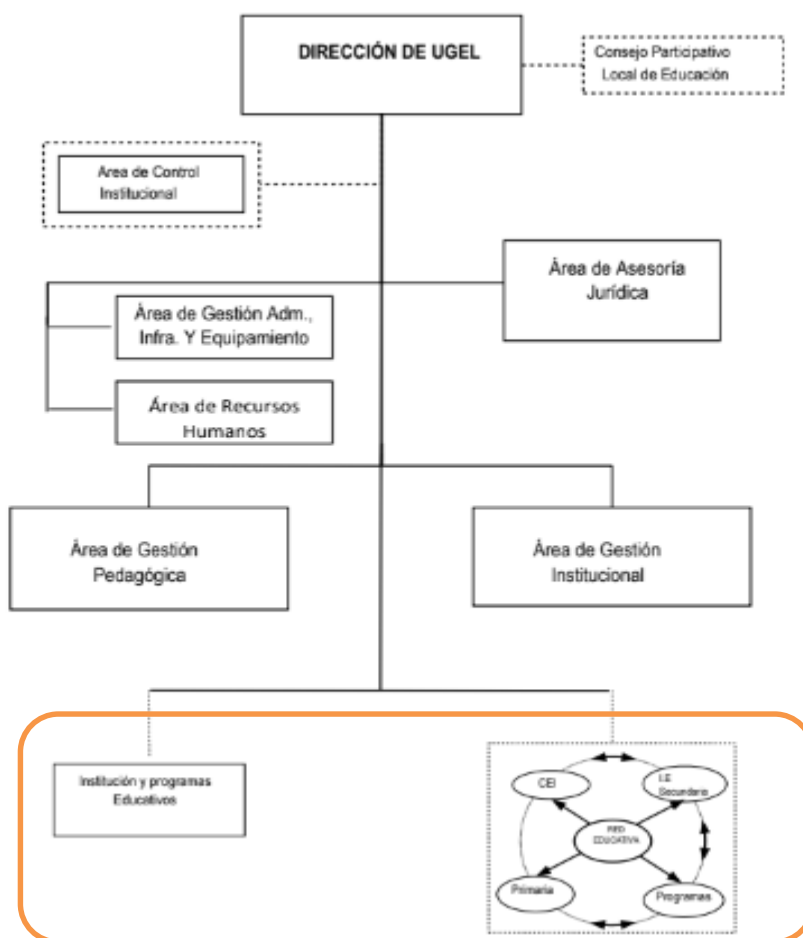 DIRECCIÓN DE UGEL
Consejo Participativo
Local de Educación
Area de Control
Institucional
Área de Asesoría
Jurídica
Área de Gestión Adm.,
Infra. Y Equipamiento
Área de Recursos
Humanos
Área de Gestión
Pedagógica
Área de Gestión
Institucional
Institución y programas
Educativos
CEI
I.E
Secundaria
RED
EDUCATIVA
Primaria
Programas